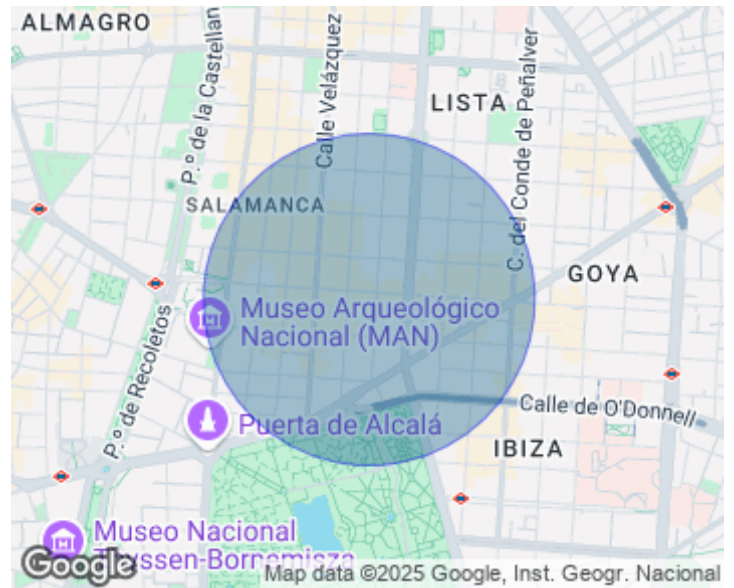 ALMAGRO
P.º de la Castellan
Calle Velázquez
LISTA
C. del Conde de Peñalver
SALAMANCA
GOYA
Museo Arqueológico
Nacional (MAN)
P.º de Recoletos
Puerta de Alcalá
Calle de O'Donnell
IBIZA
Museo Nacional
Thyssen-Bornemisza
Google
Map data ©2025 Google, Inst. Geogr. Nacional